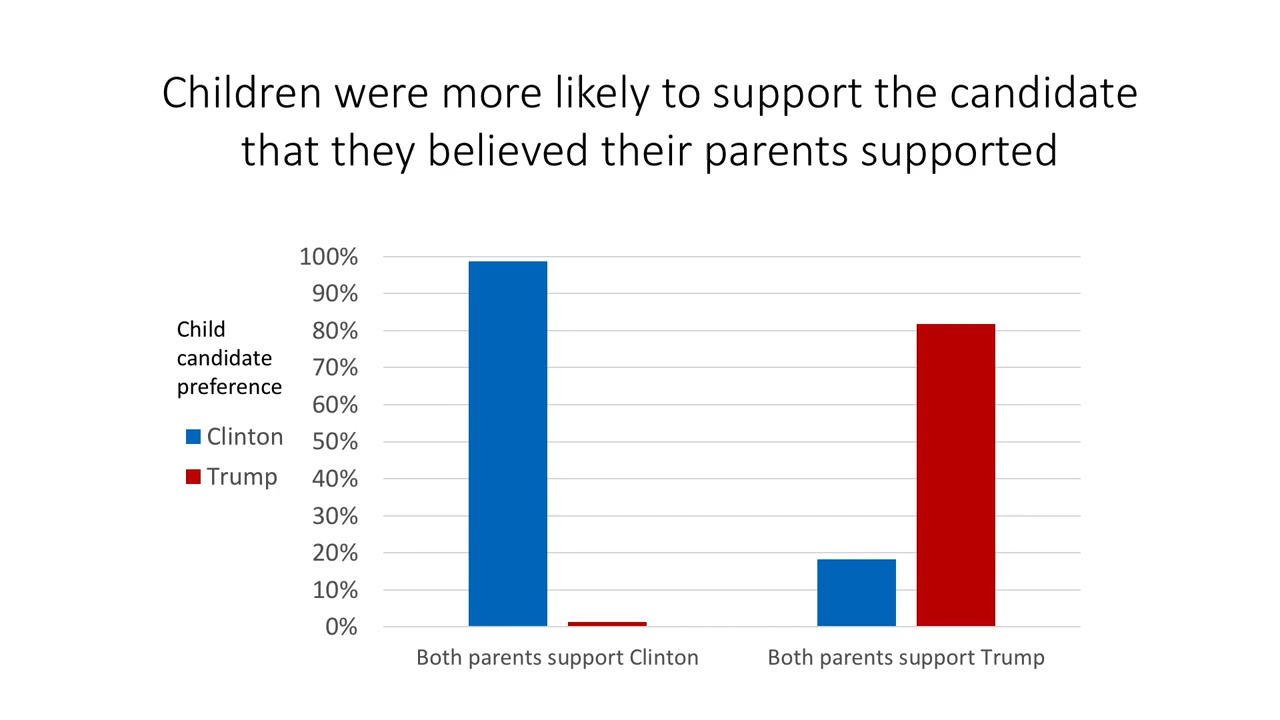 Children were more likely to support the candidate
that they believed their parents supported
100%
90%
80%
70%
60%
50%
40%
30%
20%
10%
0%
Child
candidate
preference
Clinton
Trump
Both parents support Clinton
Both parents support Trump